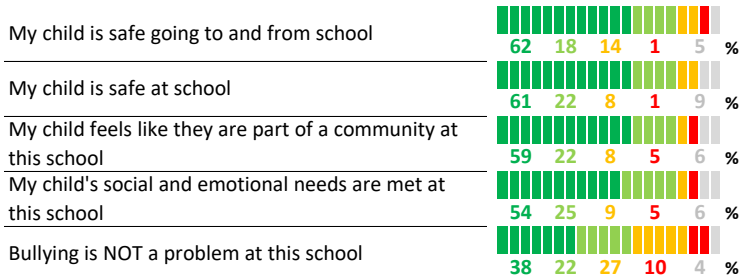 My child is safe going to and from school
62 18 14 1 5 %
My child is safe at school
61 22 8 1 9 %
My child feels like they are part of a community at
this school
59 22 8 5 6 %
My child's social and emotional needs are met at
this school
54 25 9 5 6 %
Bullying is NOT a problem at this school
38 22 27 10 4 %